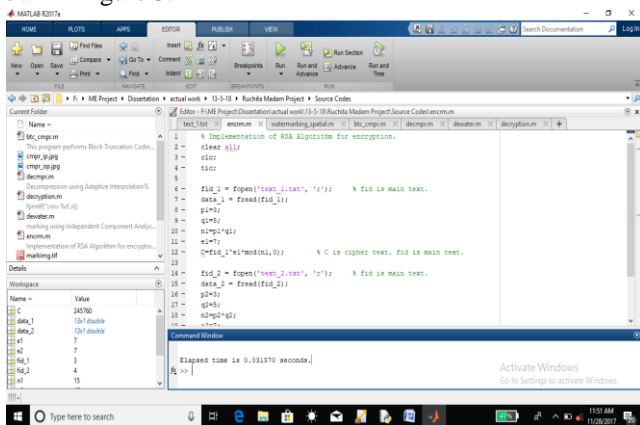 MATLAB R2017a
HOME PLOTS APPS EDITOR PUBLISH VIEW Search Documentation Log In
New Open Save Find Files Compare Print Go To Find Insert Comment Indent Breakpoints Run Run and Advance Run Section Advance Run and Time
FILE NAVIGATE EDIT BREAKPOINTS RUN
F: ▸ ME Project ▸ Dissertation ▸ actual work ▸ 13-5-18 ▸ Ruchita Madam Project ▸ Source Codes
Current Folder
Name
btc_cmpr.m
This program performs Block Truncation Codin...
cmpr_ip.jpg
cmpr_op.jpg
decmpr.m
Decompression using Adaptive Interpolation%
decryption.m
fprintf('\nn=%d',n);
dewater.m
marking using Independent Component Analys...
encrm.m
Implementation of RSA Algorithm for encryptio...
markimg.tif
Details
Workspace
Name Value
C 245760
data_1 13x1 double
data_2 13x1 double
e1 7
e2 7
fid_1 3
fid_2 4
n1 15
Editor - F:\ME Project\Dissertation\actual work\13-5-18\Ruchita Madam Project\Source Codes\encrm.m
text_1.txt encrm.m watermarking_spatial.m btc_cmpr.m decmpr.m dewater.m decryption.m +
1 % Implementation of RSA Algorithm for encryption.
2 clear all;
3 clc;
4 tic;
5
6 fid_1 = fopen('text_1.txt', 'r'); % fid is main text.
7 data_1 = fread(fid_1);
8 p1=3;
9 q1=5;
10 n1=p1*q1;
11 e1=7;
12 C=fid_1^e1*mod(n1,0); % C is cipher text. fid is main text.
13
14 fid_2 = fopen('text_2.txt', 'r'); % fid is main text.
15 data_2 = fread(fid_2);
16 p2=3;
17 q2=5;
18 n2=p2*q2;
Command Window
Elapsed time is 0.031570 seconds.
fx >>
Activate Windows
Go to Settings to activate Windows.
Type here to search
47%
11:51 AM
11/28/2017